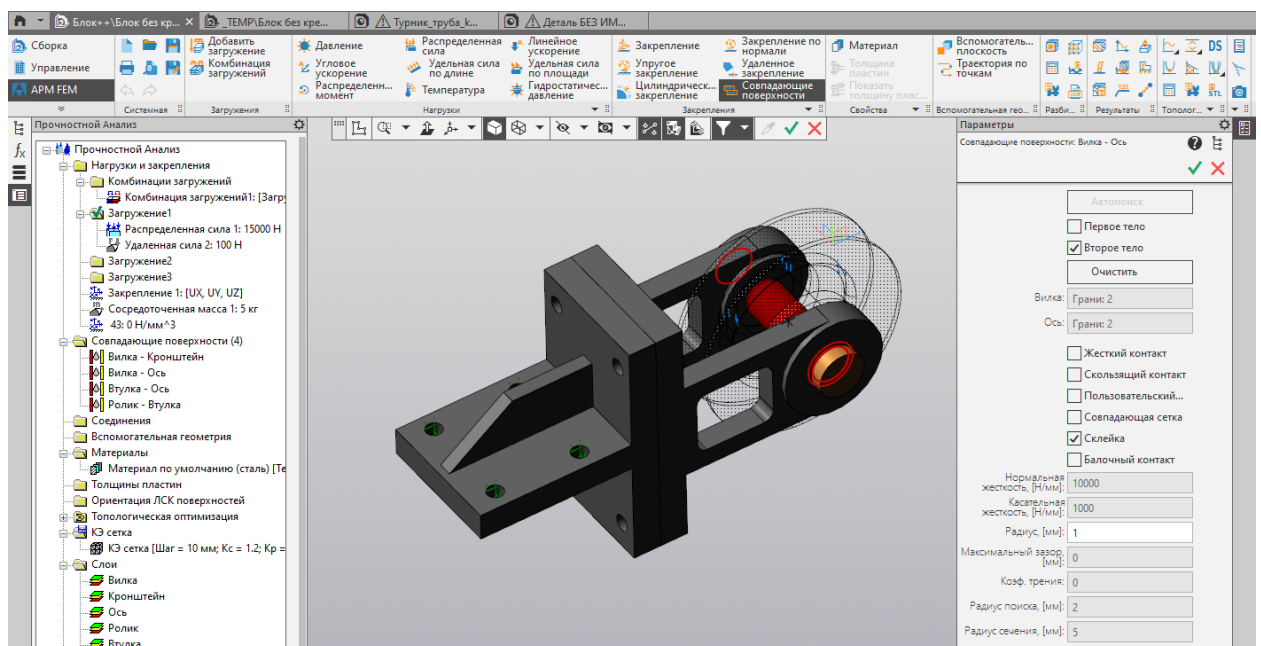 Блок++\Блок без кр...
_TEMP\Блок без кре...
Турник_труба_k...
Деталь БЕЗ ИМ...
Сборка
Управление
APM FEM
Системная
Добавить загружение
Комбинация загружений
Загружения
Давление
Угловое ускорение
Распределенн... момент
Распределенная сила
Удельная сила по длине
Температура
Линейное ускорение
Удельная сила по площади
Гидростатичес... давление
Нагрузки
Закрепление
Упругое закрепление
Цилиндрическ... закрепление
Закрепление по нормали
Удаленное закрепление
Совпадающие поверхности
Закрепления
Материал
Толщина пластин
Показать толщину плас...
Свойства
Вспомогатель... плоскость
Траектория по точкам
Вспомогательная гео...
Разби...
Результаты
DS
STL
Тополог...
Прочностной Анализ
Прочностной Анализ
Нагрузки и закрепления
Комбинации загружений
Комбинация загружений1: [Загр
Загружение1
Распределенная сила 1: 15000 Н
Удаленная сила 2: 100 Н
Загружение2
Загружение3
Закрепление 1: [UX, UY, UZ]
Сосредоточенная масса 1: 5 кг
43: 0 Н/мм^3
Совпадающие поверхности (4)
Вилка - Кронштейн
Вилка - Ось
Втулка - Ось
Ролик - Втулка
Соединения
Вспомогательная геометрия
Материалы
Материал по умолчанию (сталь) [Те
Толщины пластин
Ориентация ЛСК поверхностей
Топологическая оптимизация
КЭ сетка
КЭ сетка [Шаг = 10 мм; Кс = 1.2; Кр =
Слои
Вилка
Кронштейн
Ось
Ролик
Втулка
Параметры
Совпадающие поверхности: Вилка - Ось
Автопоиск
Первое тело
Второе тело
Очистить
Вилка: Грани: 2
Ось: Грани: 2
Жесткий контакт
Скользящий контакт
Пользовательский...
Совпадающая сетка
Склейка
Балочный контакт
Нормальная жесткость, [Н/мм]: 10000
Касательная жесткость, [Н/мм]: 1000
Радиус, [мм]: 1
Максимальный зазор, [мм]: 0
Коэф. трения: 0
Радиус поиска, [мм]: 2
Радиус сечения, [мм]: 5